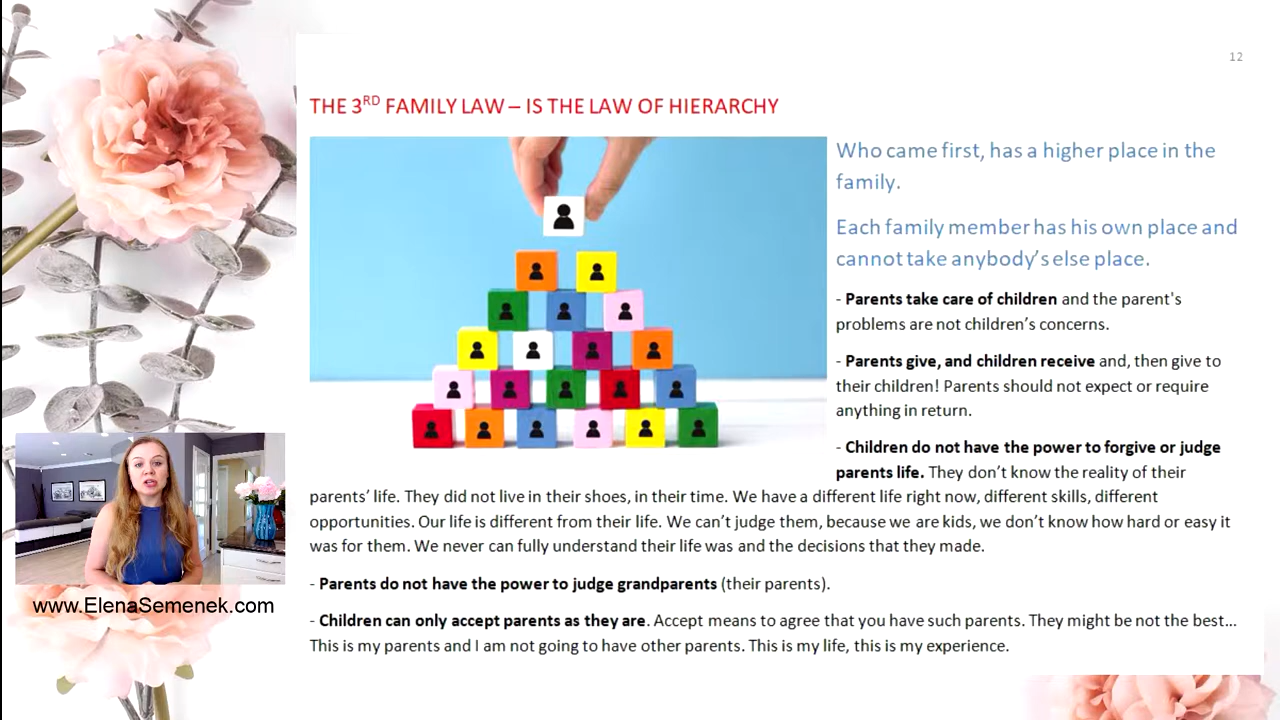 12
THE 3RD FAMILY LAW – IS THE LAW OF HIERARCHY
Who came first, has a higher place in the
family.
Each family member has his own place and
cannot take anybody's else place.
- Parents take care of children and the parent's
problems are not children's concerns.
- Parents give, and children receive and, then give to
their children! Parents should not expect or require
anything in return.
- Children do not have the power to forgive or judge
parents life. They don't know the reality of their
parents' life. They did not live in their shoes, in their time. We have a different life right now, different skills, different
opportunities. Our life is different from their life. We can't judge them, because we are kids, we don't know how hard or easy it
was for them. We never can fully understand their life was and the decisions that they made.
- Parents do not have the power to judge grandparents (their parents).
- Children can only accept parents as they are. Accept means to agree that you have such parents. They might be not the best...
This is my parents and I am not going to have other parents. This is my life, this is my experience.
www.ElenaSemenek.com